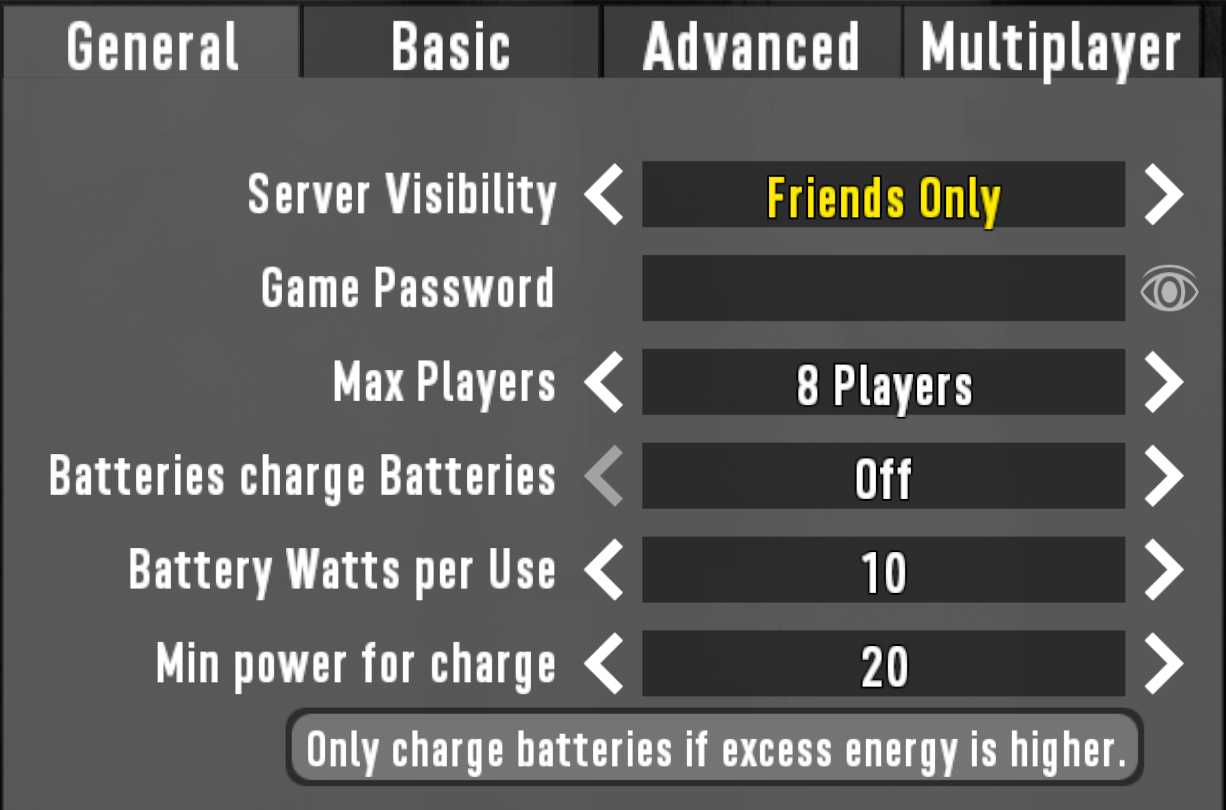 General Basic Advanced Multiplayer
Server Visibility Friends Only
Game Password
Max Players 8 Players
Batteries charge Batteries Off
Battery Watts per Use 10
Min power for charge 20
Only charge batteries if excess energy is higher.